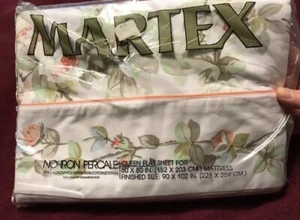 MARTEX
NO-IRON PERCALE QUEEN FLAT SHEET FOR
60 X 80 IN. (152 X 203 CM.) MATTRESS
FINISHED SIZE: 90 X 102 IN. (228 X 259 CM.)